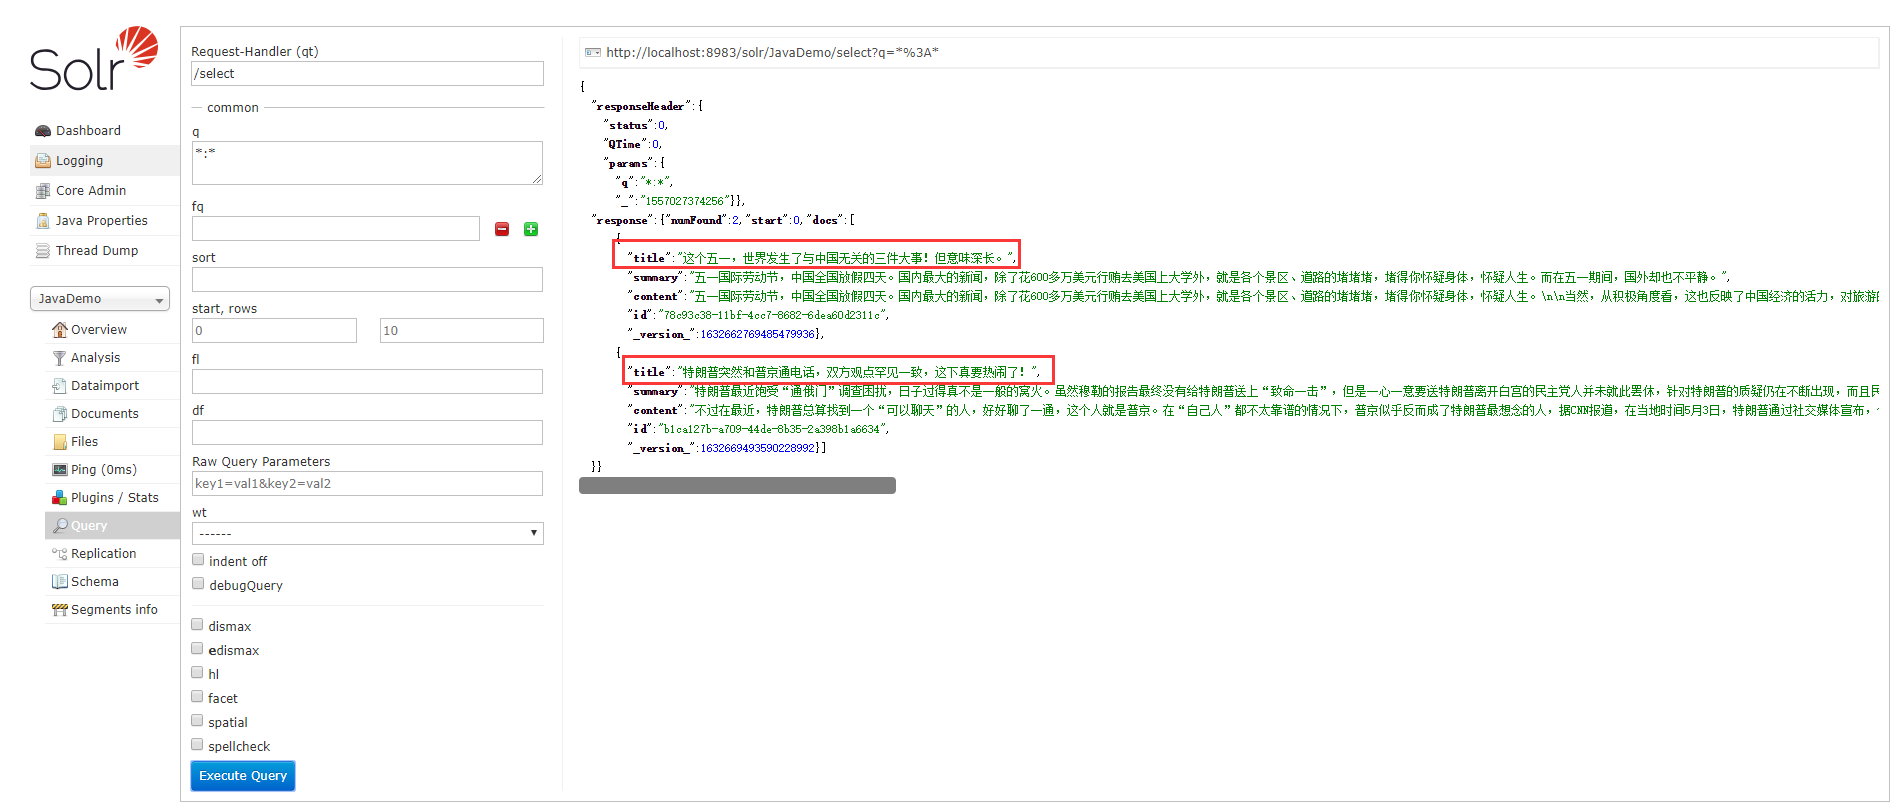 Solr
Dashboard
Logging
Core Admin
Java Properties
Thread Dump
JavaDemo
Overview
Analysis
Dataimport
Documents
Files
Ping (0ms)
Plugins / Stats
Query
Replication
Schema
Segments info
Request-Handler (qt)
/select
common
q
*:*
fq
sort
start, rows
0
10
fl
df
Raw Query Parameters
key1=val1&key2=val2
wt
------
indent off
debugQuery
dismax
edismax
hl
facet
spatial
spellcheck
Execute Query
http://localhost:8983/solr/JavaDemo/select?q=*%3A*
{
"responseHeader":{
"status":0,
"QTime":0,
"params":{
"q":"*:*",
"_":"1557027374256"}},
"response":{"numFound":2,"start":0,"docs":[
{
"title":"这个五一，世界发生了与中国无关的三件大事！但意味深长。",
"summary":"五一国际劳动节，中国全国放假四天。国内最大的新闻，除了花600多万美元行贿去美国上大学外，就是各个景区、道路的堵堵堵，堵得你怀疑身体，怀疑人生。而在五一期间，国外却也不平静。",
"content":"五一国际劳动节，中国全国放假四天。国内最大的新闻，除了花600多万美元行贿去美国上大学外，就是各个景区、道路的堵堵堵，堵得你怀疑身体，怀疑人生。\n\n当然，从积极角度看，这也反映了中国经济的活力，对旅游的
"id":"78c93c38-11bf-4cc7-8682-6dea60d2311c",
"_version_":1632662769485479936},
{
"title":"特朗普突然和普京通电话，双方观点罕见一致，这下真要热闹了！",
"summary":"特朗普最近饱受“通俄门”调查困扰，日子过得真不是一般的窝火。虽然穆勒的报告最终没有给特朗普送上“致命一击”，但是一心一意要送特朗普离开白宫的民主党人并未就此罢休，针对特朗普的质疑仍在不断出现，而且民
"content":"不过在最近，特朗普总算找到一个“可以聊天”的人，好好聊了一通，这个人就是普京。在“自己人”都不太靠谱的情况下，普京似乎反而成了特朗普最想念的人，据CNN报道，在当地时间5月3日，特朗普通过社交媒体宣布，
"id":"b1ca127b-a709-44de-8b35-2a398b1a6634",
"_version_":1632669493590228992}]
}}